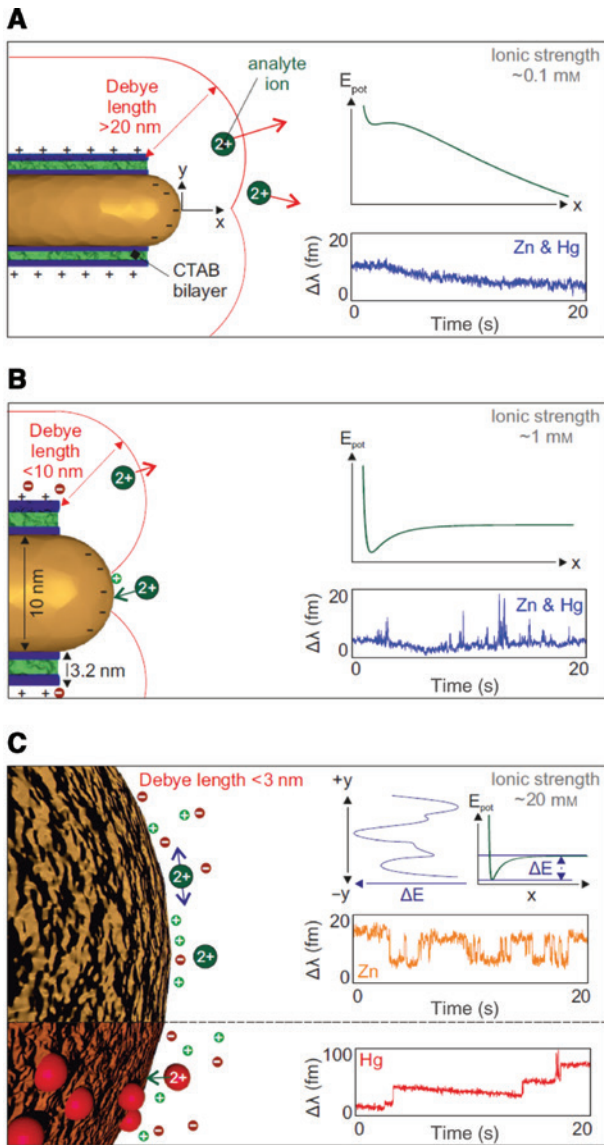 A
Debye
length
>20 nm
analyte
ion
Ionic strength
~0.1 mM
E_pot
+ + + + + +
2+
y
x
2+
- - - -
x
CTAB
bilayer
+ + + + + +
20
Δλ (fm)
0
Zn & Hg
0
20
Time (s)
B
Debye
length
<10 nm
Ionic strength
~1 mM
E_pot
2+
- -
+ +
+
2+
- - - -
10 nm
x
3.2 nm
+ +
-
20
Δλ (fm)
0
Zn & Hg
0
20
Time (s)
C
Debye length <3 nm
Ionic strength
~20 mM
+y
−y
ΔE
E_pot
ΔE
x
2+
2+
20
Δλ (fm)
0
Zn
0
20
Time (s)
2+
100
Δλ (fm)
0
Hg
0
20
Time (s)